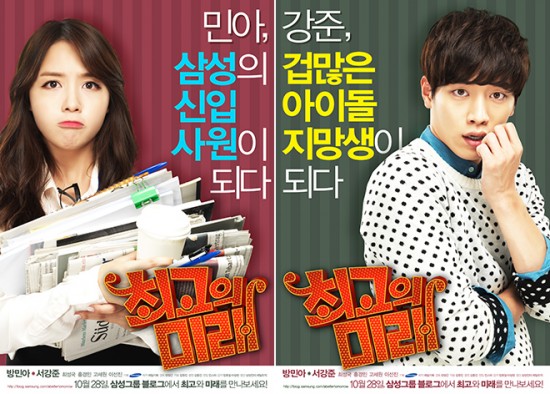 민아,
삼성의
신입
사원이
되다
최고의
미래
방민아 • 서강준
http://blog.samsung.com/abettertomorrow
10월 28일, 삼성그룹 블로그에서 최고와 미래를 만나보세요!
강준,
겁많은
아이돌
지망생이
되다
최고의
미래
방민아 • 서강준
10월 28일, 삼성그룹 블로그에서 최고와 미래를 만나보세요!